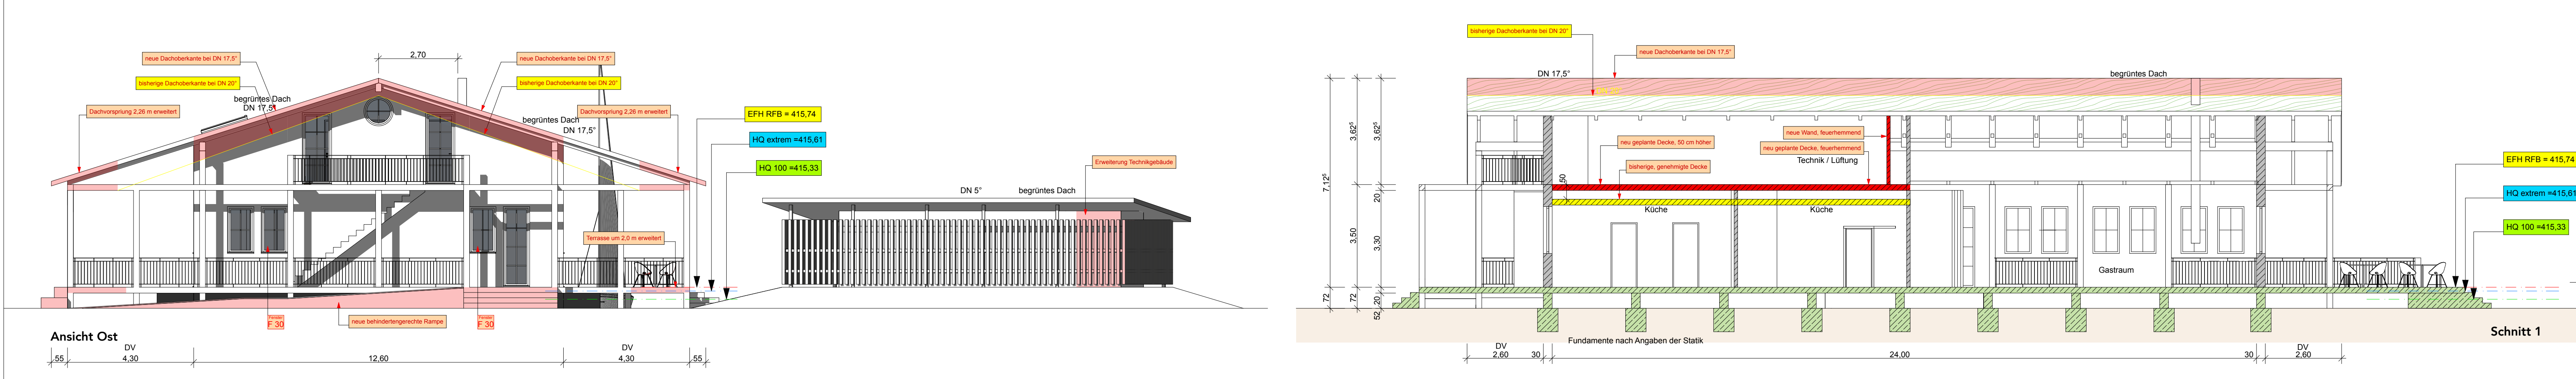 2,70
neue Dachoberkante bei DN 17,5°
neue Dachoberkante bei DN 17,5°
bisherige Dachoberkante bei DN 20°
bisherige Dachoberkante bei DN 20°
begrüntes Dach
DN 17,5°
Dachvorsprung 2,26 m erweitert
Dachvorspriung 2,26 m erweitert
begrüntes Dach
DN 17,5°
EFH RFB = 415,74
HQ extrem =415,61
HQ 100 =415,33
Erweiterung Technikgebäude
DN 5°
begrüntes Dach
Terrasse um 2,0 m erweitert
Fenster
F 30
neue behindertengerechte Rampe
Fenster
F 30
Ansicht Ost
55
DV
4,30
12,60
DV
4,30
55
bisherige Dachoberkante bei DN 20°
neue Dachoberkante bei DN 17,5°
DN 17,5°
begrüntes Dach
DN 20°
3,62⁵
3,62⁵
7,12⁵
neue Wand, feuerhemmend
neu geplante Decke, 50 cm höher
neu geplante Decke, feuerhemmend
Technik / Lüftung
bisherige, genehmigte Decke
50
20
Küche
Küche
3,50
3,30
EFH RFB = 415,74
HQ extrem =415,61
HQ 100 =415,33
Gastraum
72
72
20
52
Schnitt 1
Fundamente nach Angaben der Statik
DV
2,60
30
24,00
30
DV
2,60